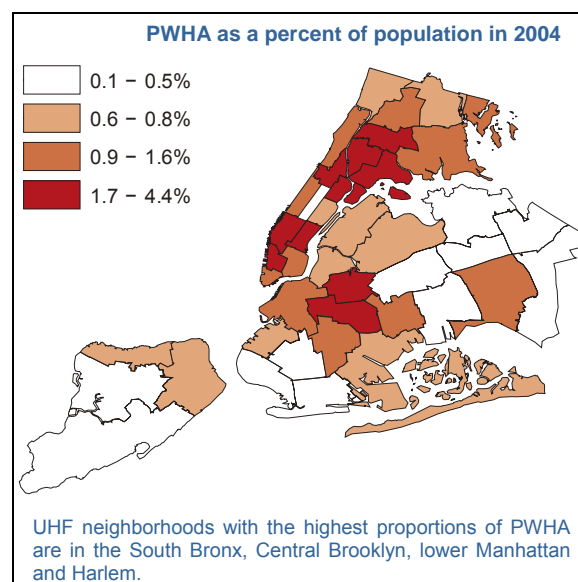 PWHA as a percent of population in 2004
0.1 − 0.5%
0.6 − 0.8%
0.9 − 1.6%
1.7 − 4.4%
UHF neighborhoods with the highest proportions of PWHA
are in the South Bronx, Central Brooklyn, lower Manhattan
and Harlem.